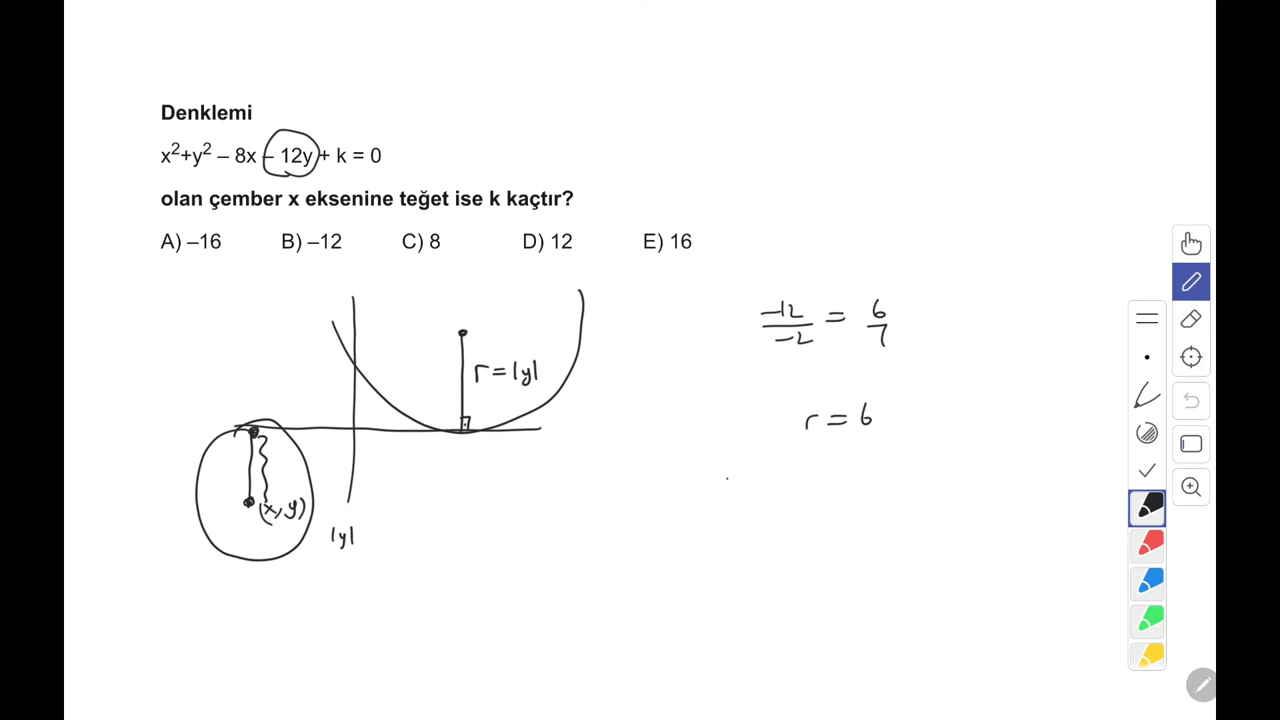 Denklemi
x²+y² – 8x – 12y + k = 0
olan çember x eksenine teğet ise k kaçtır?
A) –16 B) –12 C) 8 D) 12 E) 16
-12/-2 = 6/7
r = |y|
r = 6
(x, y)
|y|